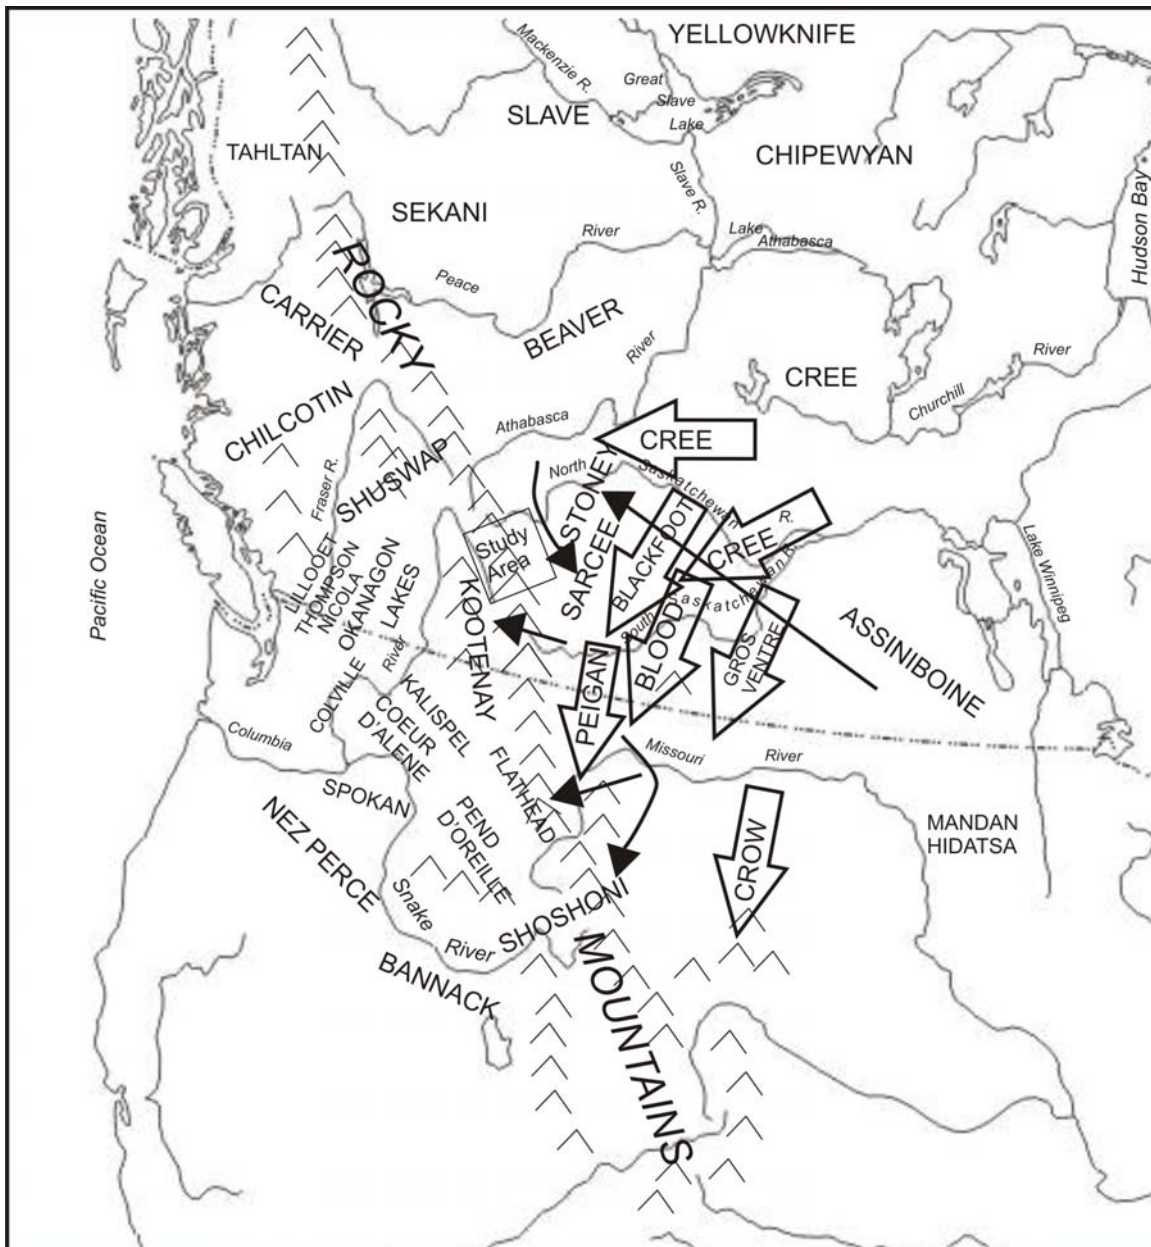 YELLOWKNIFE
Mackenzie R.
Great
Slave
Lake
SLAVE
TAHLTAN
CHIPEWYAN
Slave R.
Hudson Bay
SEKANI
River
Lake
Athabasca
ROCKY
Peace
CARRIER
BEAVER
River
River
CREE
Churchill
CHILCOTIN
Athabasca
CREE
SHUSWAP
North
Saskatchewan
R.
STONEY
Fraser R.
BLACKFOOT
CREE
Study
Area
SARCEE
Pacific Ocean
LILLOOET
THOMPSON
NICOLA
OKANAGON
LAKES
KOOTENAY
South
Saskatchewan R.
Lake Winnipeg
BLOOD
GROS
VENTRE
ASSINIBOINE
River
PEIGAN
COLVILLE
KALISPEL
COEUR
D'ALENE
Columbia
Missouri
River
FLATHEAD
SPOKAN
NEZ PERCE
PEND
D'OREILLE
CROW
MANDAN
HIDATSA
Snake
River
SHOSHONI
BANNACK
MOUNTAINS